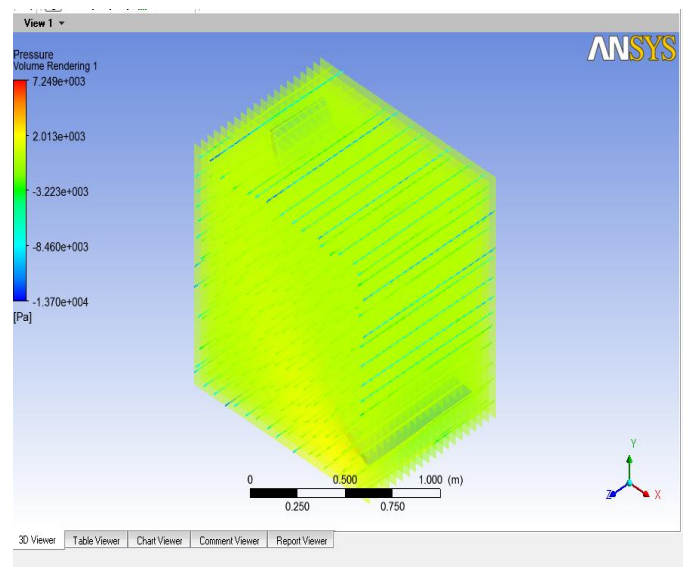 View 1
ANSYS
Pressure
Volume Rendering 1
7.249e+003
2.013e+003
-3.223e+003
-8.460e+003
-1.370e+004
[Pa]
0 0.500 1.000 (m)
0.250 0.750
Y
Z X
3D Viewer Table Viewer Chart Viewer Comment Viewer Report Viewer